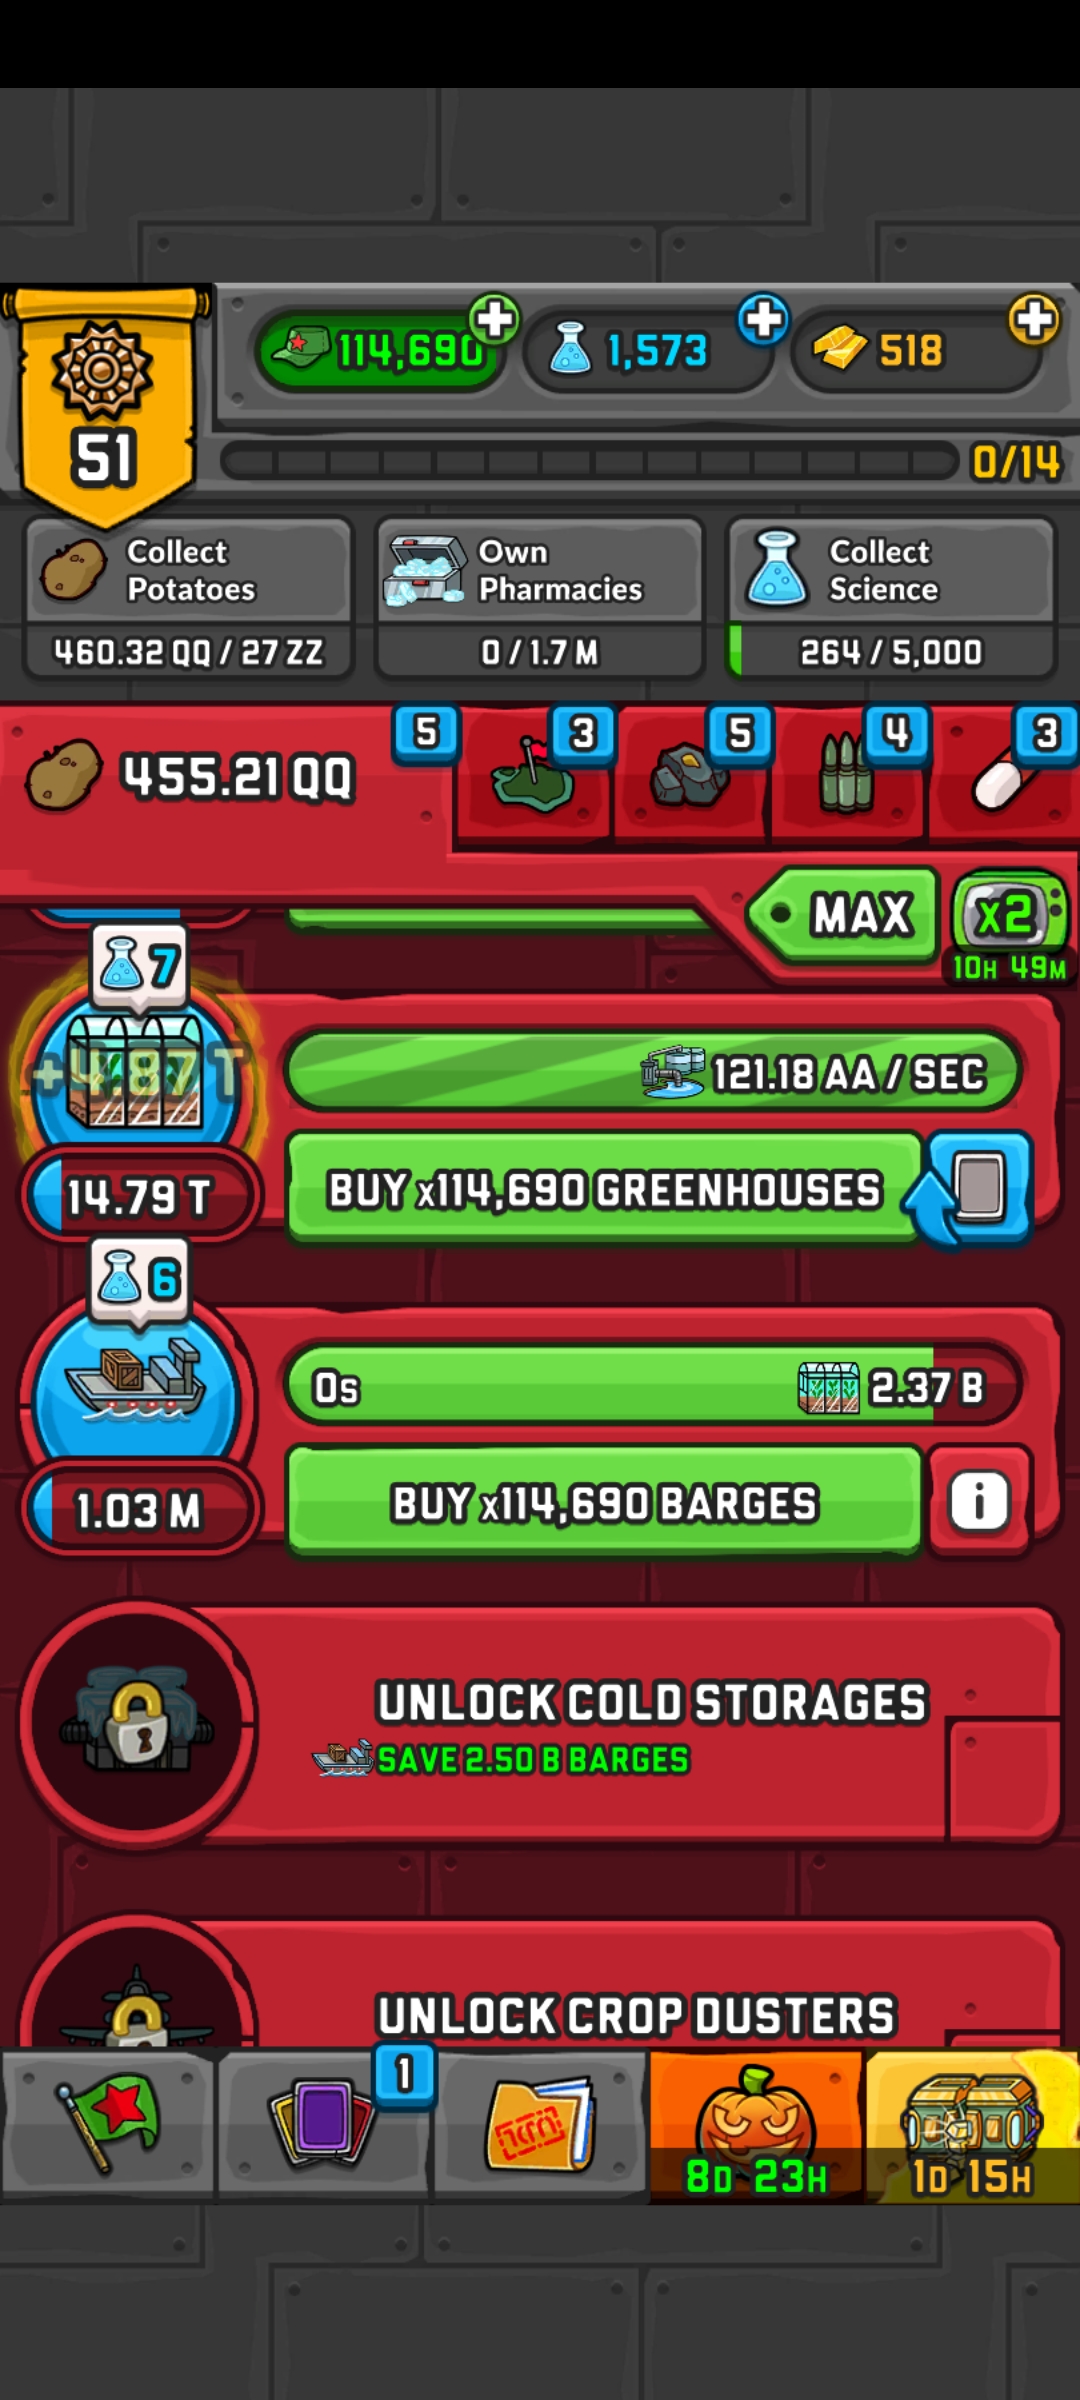 114,690
1,573
518
51
0/14
Collect
Potatoes
Own
Pharmacies
Collect
Science
460.32 QQ / 27 ZZ
0 / 1.7 M
264 / 5,000
455.21 QQ
5
3
5
4
3
MAX
x2
10H 49M
7
+4.87 T
121.18 AA / SEC
14.79 T
BUY x114,690 GREENHOUSES
6
0s
2.37 B
1.03 M
BUY x114,690 BARGES
i
UNLOCK COLD STORAGES
SAVE 2.50 B BARGES
UNLOCK CROP DUSTERS
1
8D 23H
1D 15H